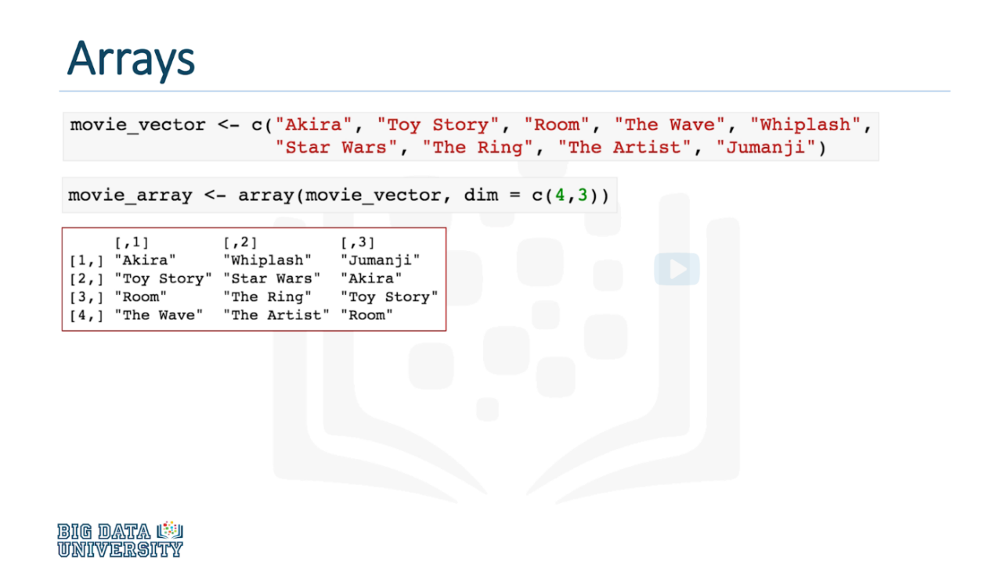 Arrays
movie_vector <- c("Akira", "Toy Story", "Room", "The Wave", "Whiplash",
"Star Wars", "The Ring", "The Artist", "Jumanji")
movie_array <- array(movie_vector, dim = c(4,3))
[,1] [,2] [,3]
[1,] "Akira" "Whiplash" "Jumanji"
[2,] "Toy Story" "Star Wars" "Akira"
[3,] "Room" "The Ring" "Toy Story"
[4,] "The Wave" "The Artist" "Room"
BIG DATA
UNIVERSITY